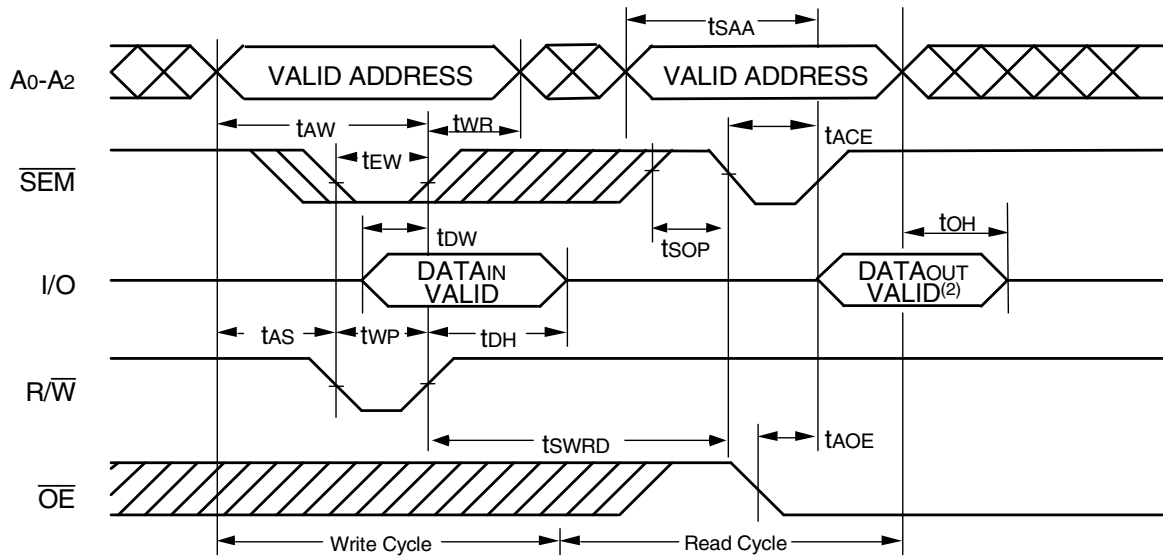 tSAA
A0-A2
VALID ADDRESS
VALID ADDRESS
tAW
tWR
tACE
tEW
SEM
tDW
tSOP
tOH
I/O
DATAIN
VALID
DATAOUT
VALID(2)
tAS
tWP
tDH
R/W
tSWRD
tAOE
OE
Write Cycle
Read Cycle